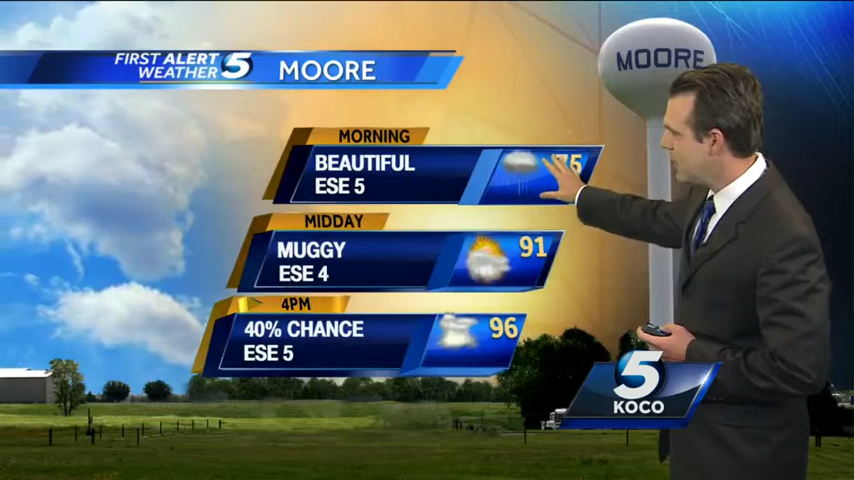 FIRST ALERT
WEATHER 5
MOORE
MOORE
MORNING
BEAUTIFUL
ESE 5
75
MIDDAY
MUGGY
ESE 4
91
4PM
40% CHANCE
ESE 5
96
5
KOCO